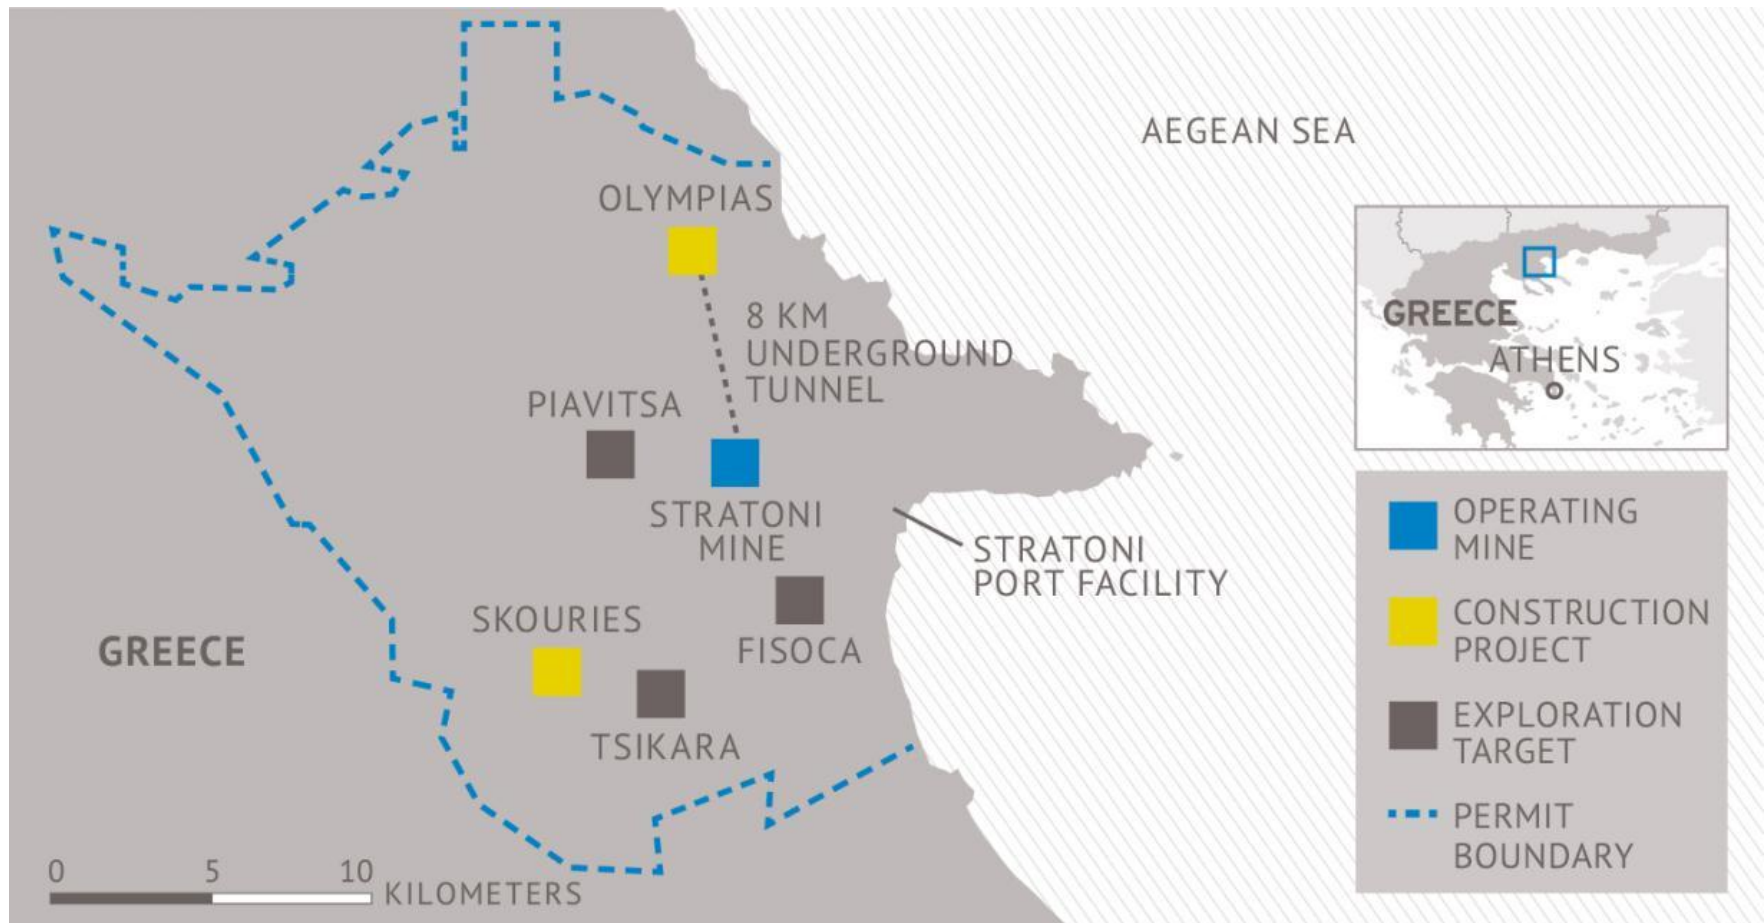 AEGEAN SEA
OLYMPIAS
8 KM
UNDERGROUND
TUNNEL
PIAVITSA
STRATONI
MINE
STRATONI
PORT FACILITY
SKOURIES
FISOCA
GREECE
TSIKARA
0 5 10
KILOMETERS
GREECE
ATHENS
OPERATING
MINE
CONSTRUCTION
PROJECT
EXPLORATION
TARGET
PERMIT
BOUNDARY